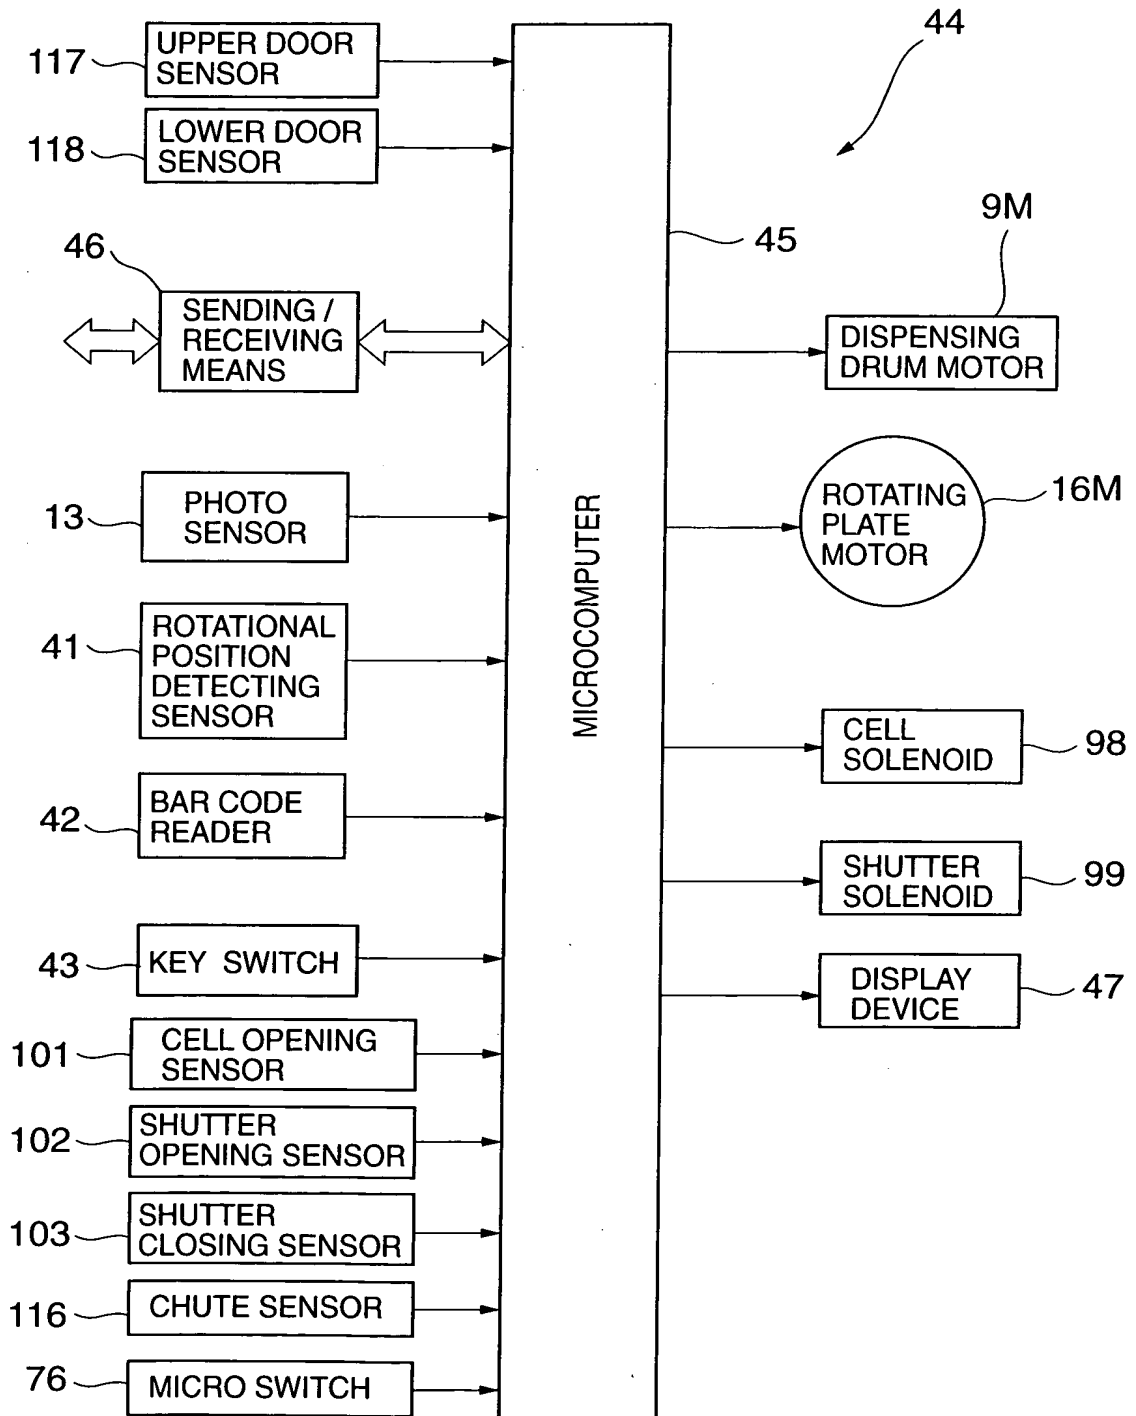 44
117
UPPER DOOR
SENSOR
118
LOWER DOOR
SENSOR
46
SENDING /
RECEIVING
MEANS
13
PHOTO
SENSOR
41
ROTATIONAL
POSITION
DETECTING
SENSOR
42
BAR CODE
READER
43
KEY SWITCH
101
CELL OPENING
SENSOR
102
SHUTTER
OPENING SENSOR
103
SHUTTER
CLOSING SENSOR
116
CHUTE SENSOR
76
MICRO SWITCH
MICROCOMPUTER
45
9M
DISPENSING
DRUM MOTOR
16M
ROTATING
PLATE
MOTOR
98
CELL
SOLENOID
99
SHUTTER
SOLENOID
47
DISPLAY
DEVICE